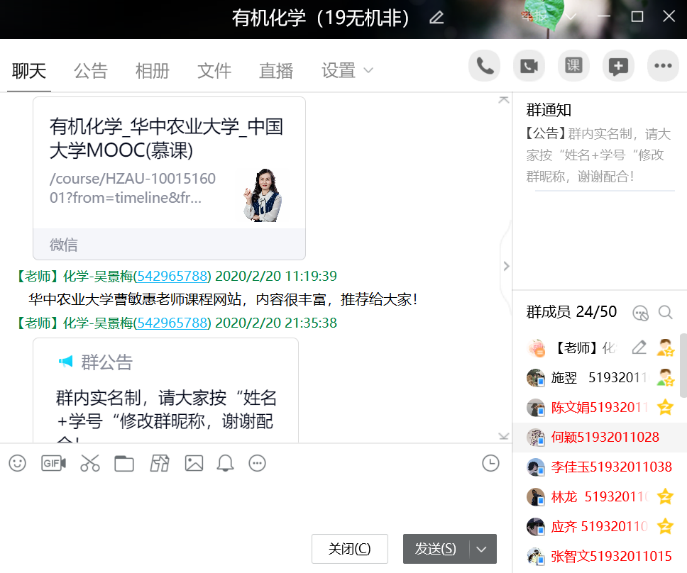 有机化学（19无机非）
聊天 公告 相册 文件 直播 设置
课
有机化学_华中农业大学_中国
大学MOOC(慕课)
/course/HZAU-10015160
01?from=timeline&fr...
微信
【老师】化学-吴景梅(542965788) 2020/2/20 11:19:39
华中农业大学曹敏惠老师课程网站，内容很丰富，推荐给大家！
【老师】化学-吴景梅(542965788) 2020/2/20 21:35:38
群公告
群内实名制，请大家按“姓名
+学号“修改群昵称，谢谢配
合！
GIF
关闭(C) 发送(S)
群通知
【公告】群内实名制，请大
家按“姓名+学号“修改
群昵称，谢谢配合！
群成员 24/50
【老师】化
施翌 51932011
陈文娟5193201
何颖51932011028
李佳玉51932011038
林龙 5193201
应齐 5193201
张智文51932011015